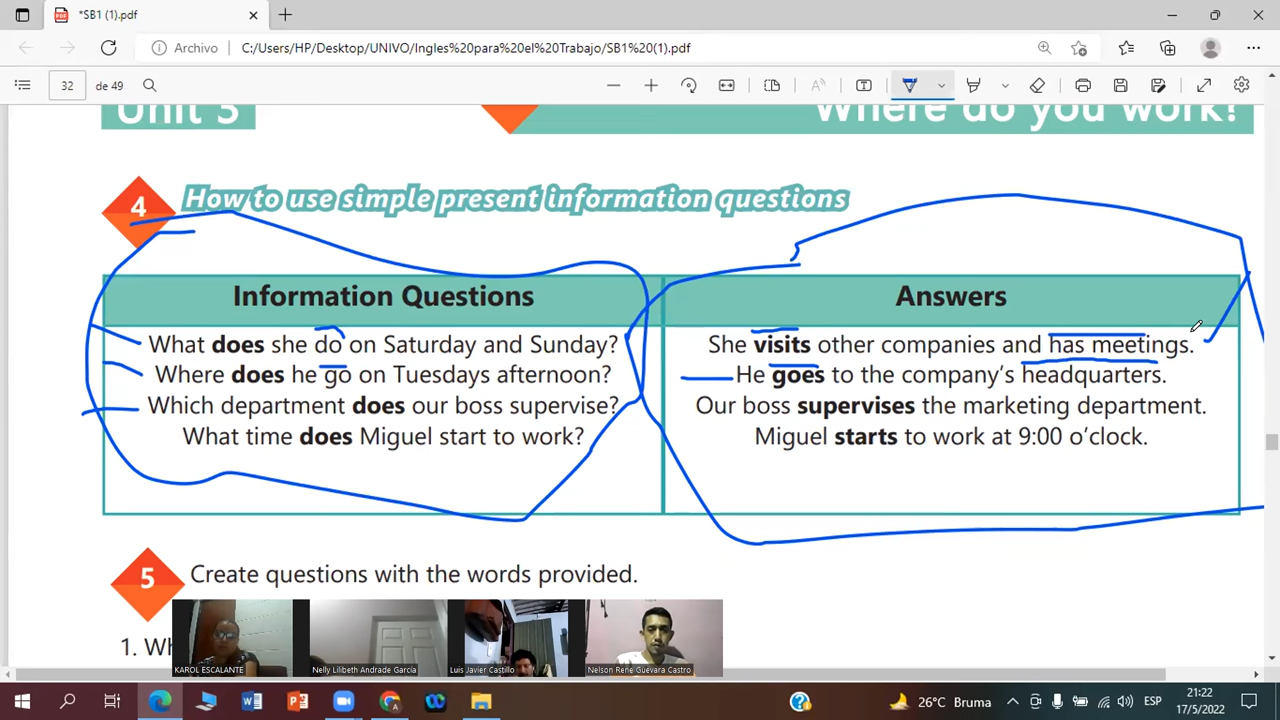 *SB1 (1).pdf
Archivo
C:/Users/HP/Desktop/UNIVO/Ingles%20para%20el%20Trabajo/SB1%20(1).pdf
32
de 49
Unit 3
Where do you work?
4
How to use simple present information questions
Information Questions
Answers
What does she do on Saturday and Sunday?
She visits other companies and has meetings.
Where does he go on Tuesdays afternoon?
He goes to the company's headquarters.
Which department does our boss supervise?
Our boss supervises the marketing department.
What time does Miguel start to work?
Miguel starts to work at 9:00 o'clock.
5
Create questions with the words provided.
1. Wh
KAROL ESCALANTE
Nelly Lilibeth Andrade Garcia
Luis Javier Castillo
Nelson Rene Guevara Castro
26°C Bruma
ESP
21:22
17/5/2022